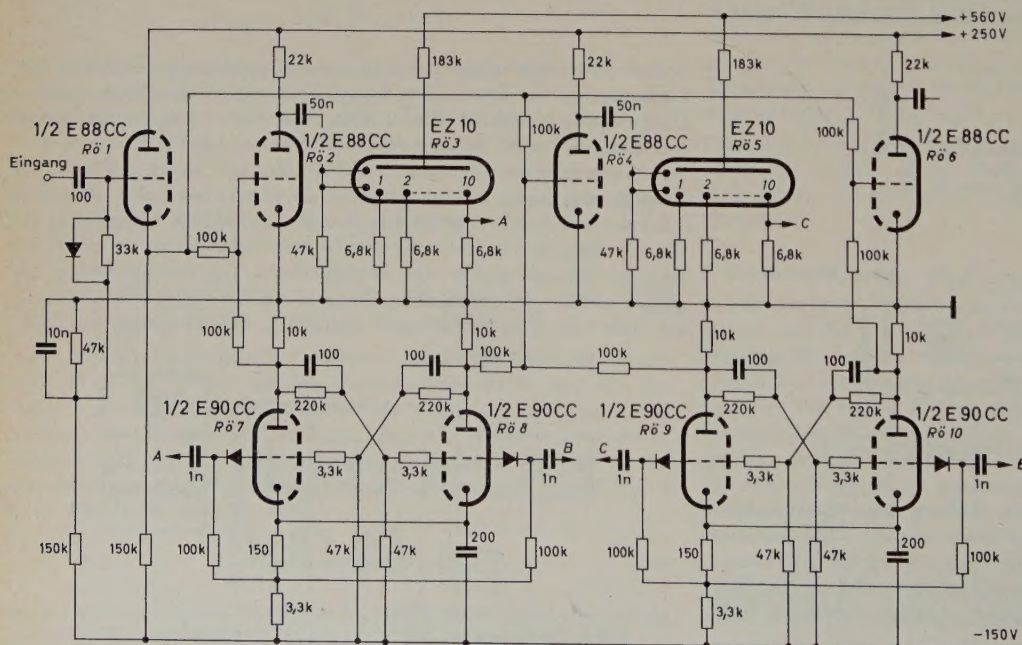 +560V
+250V
22k
183k
22k
183k
22k
50n
50n
1/2 E88CC
Rö 1
1/2 E88CC
Rö 2
EZ 10
Rö 3
100k
1/2 E88CC
Rö 4
EZ 10
Rö 5
100k
1/2 E88CC
Rö 6
Eingang
100
1 2 10
1 2 10
A
C
33k
100k
47k
6,8k
6,8k
6,8k
47k
6,8k
6,8k
6,8k
100k
10n
47k
100k
10k
10k
10k
10k
100
100
100k
100k
100
100
220k
220k
220k
220k
1/2 E90CC
Rö 7
1/2 E90CC
Rö 8
1/2 E90CC
Rö 9
1/2 E90CC
Rö 10
A
1n
3,3k
3,3k
B
1n
C
1n
3,3k
3,3k
1n
150k
150k
100k
150
47k
47k
200
100k
100k
150
47k
47k
200
100k
3,3k
3,3k
-150V